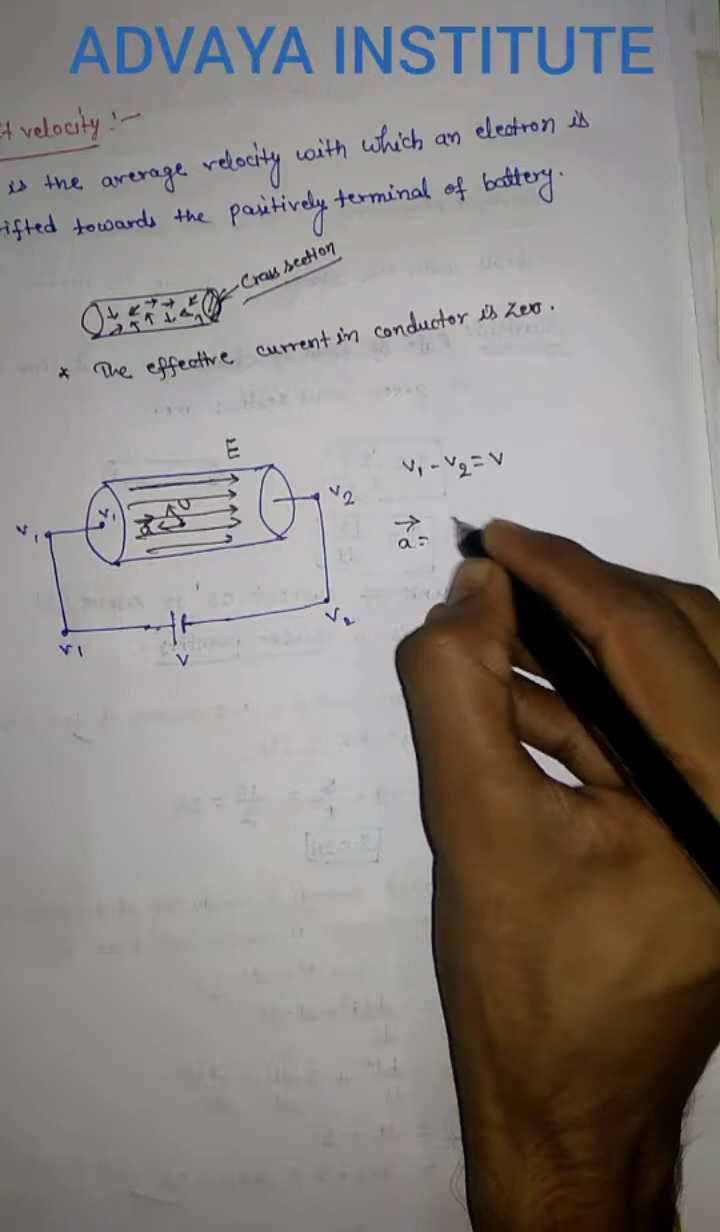 ADVAYA INSTITUTE
velocity :-
is the average velocity with which an electron is
ifted towards the pasitively terminal of battery.
Cross section
* The effective current in conductor is zero.
E
V1 - V2 = V
V1
V1
V2
a =
V1
V
V2